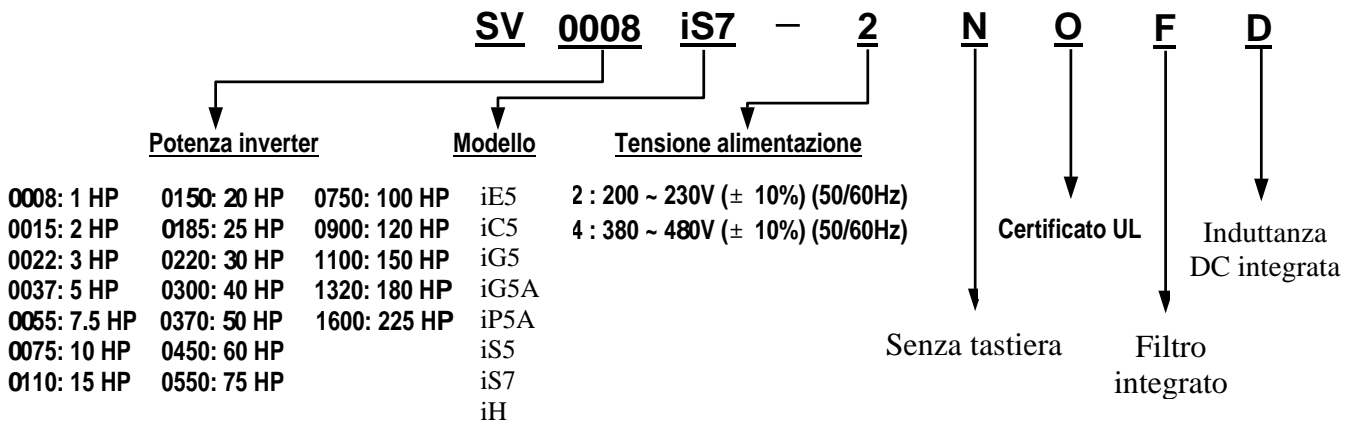 SV 0008 iS7 – 2 N O F D
Potenza inverter Modello Tensione alimentazione
0008: 1 HP 0150: 20 HP 0750: 100 HP iE5 2 : 200 ~ 230V (± 10%) (50/60Hz)
0015: 2 HP 0185: 25 HP 0900: 120 HP iC5 4 : 380 ~ 480V (± 10%) (50/60Hz)
0022: 3 HP 0220: 30 HP 1100: 150 HP iG5
0037: 5 HP 0300: 40 HP 1320: 180 HP iG5A
0055: 7.5 HP 0370: 50 HP 1600: 225 HP iP5A
0075: 10 HP 0450: 60 HP iS5
0110: 15 HP 0550: 75 HP iS7
iH
Senza tastiera
Certificato UL
Filtro
integrato
Induttanza
DC integrata